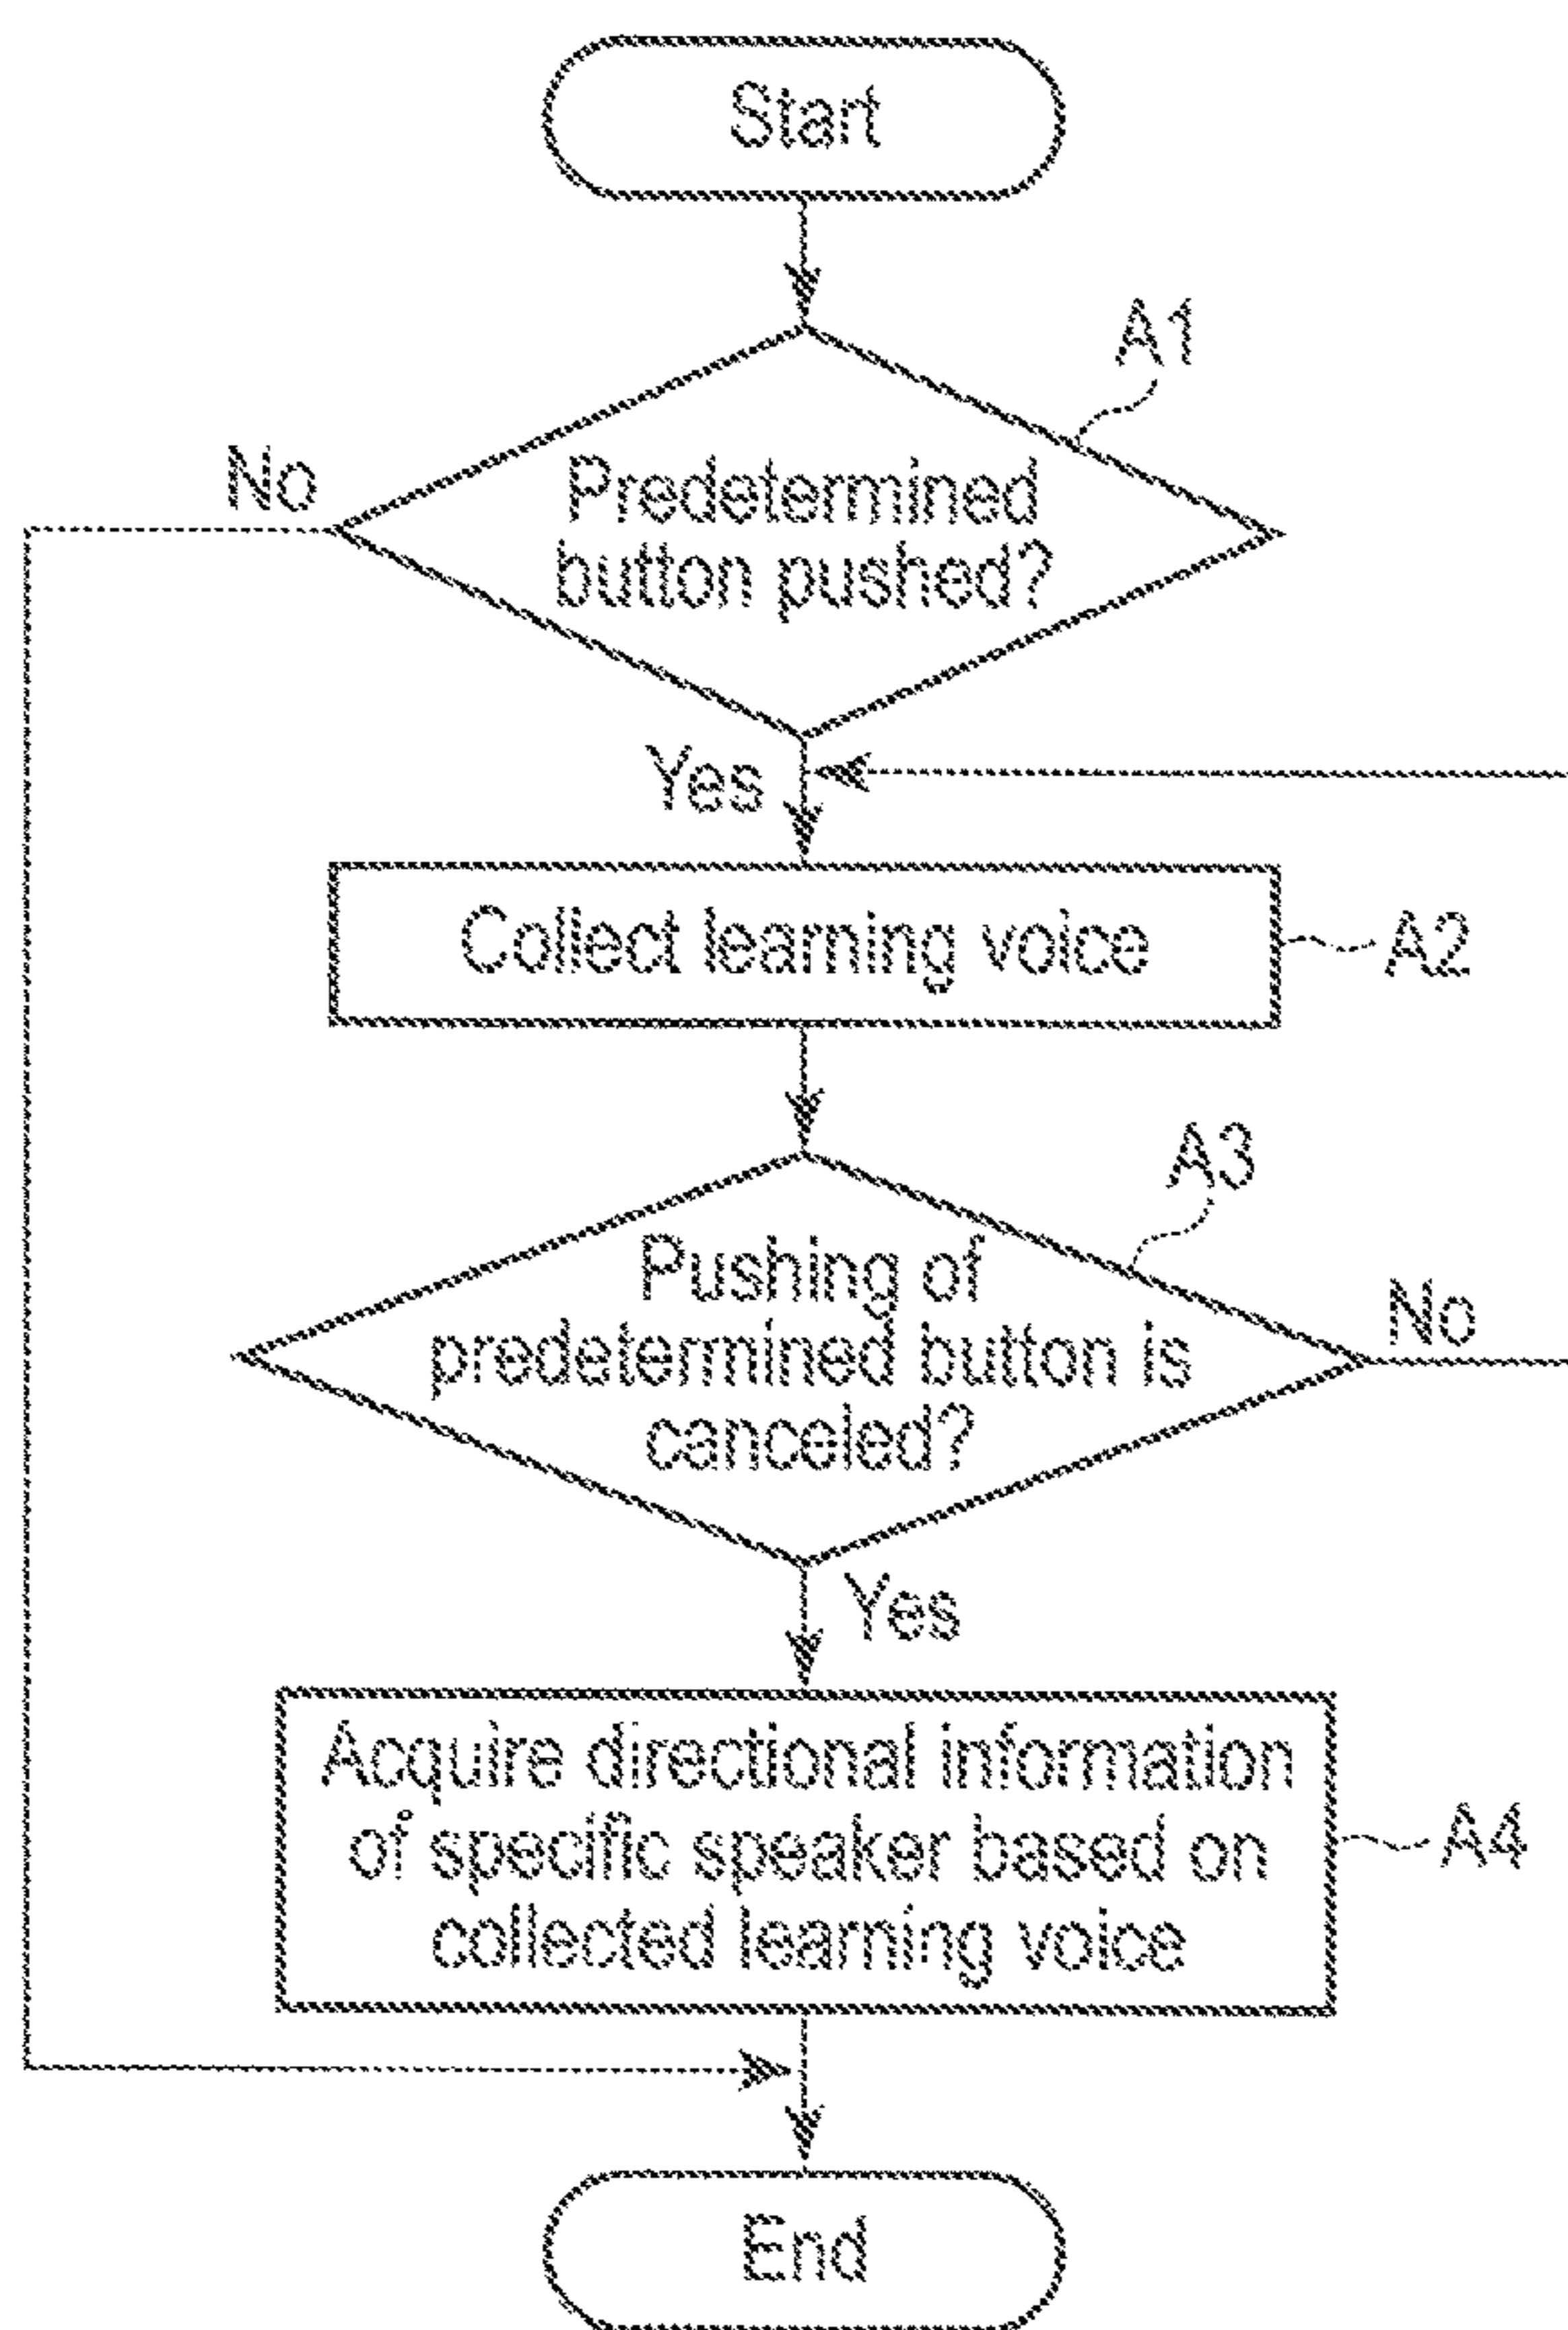 Start
A1
No
Predetermined
button pushed?
Yes
Collect learning voice
A2
A3
Pushing of
predetermined button is
canceled?
No
Yes
Acquire directional information
of specific speaker based on
collected learning voice
A4
End